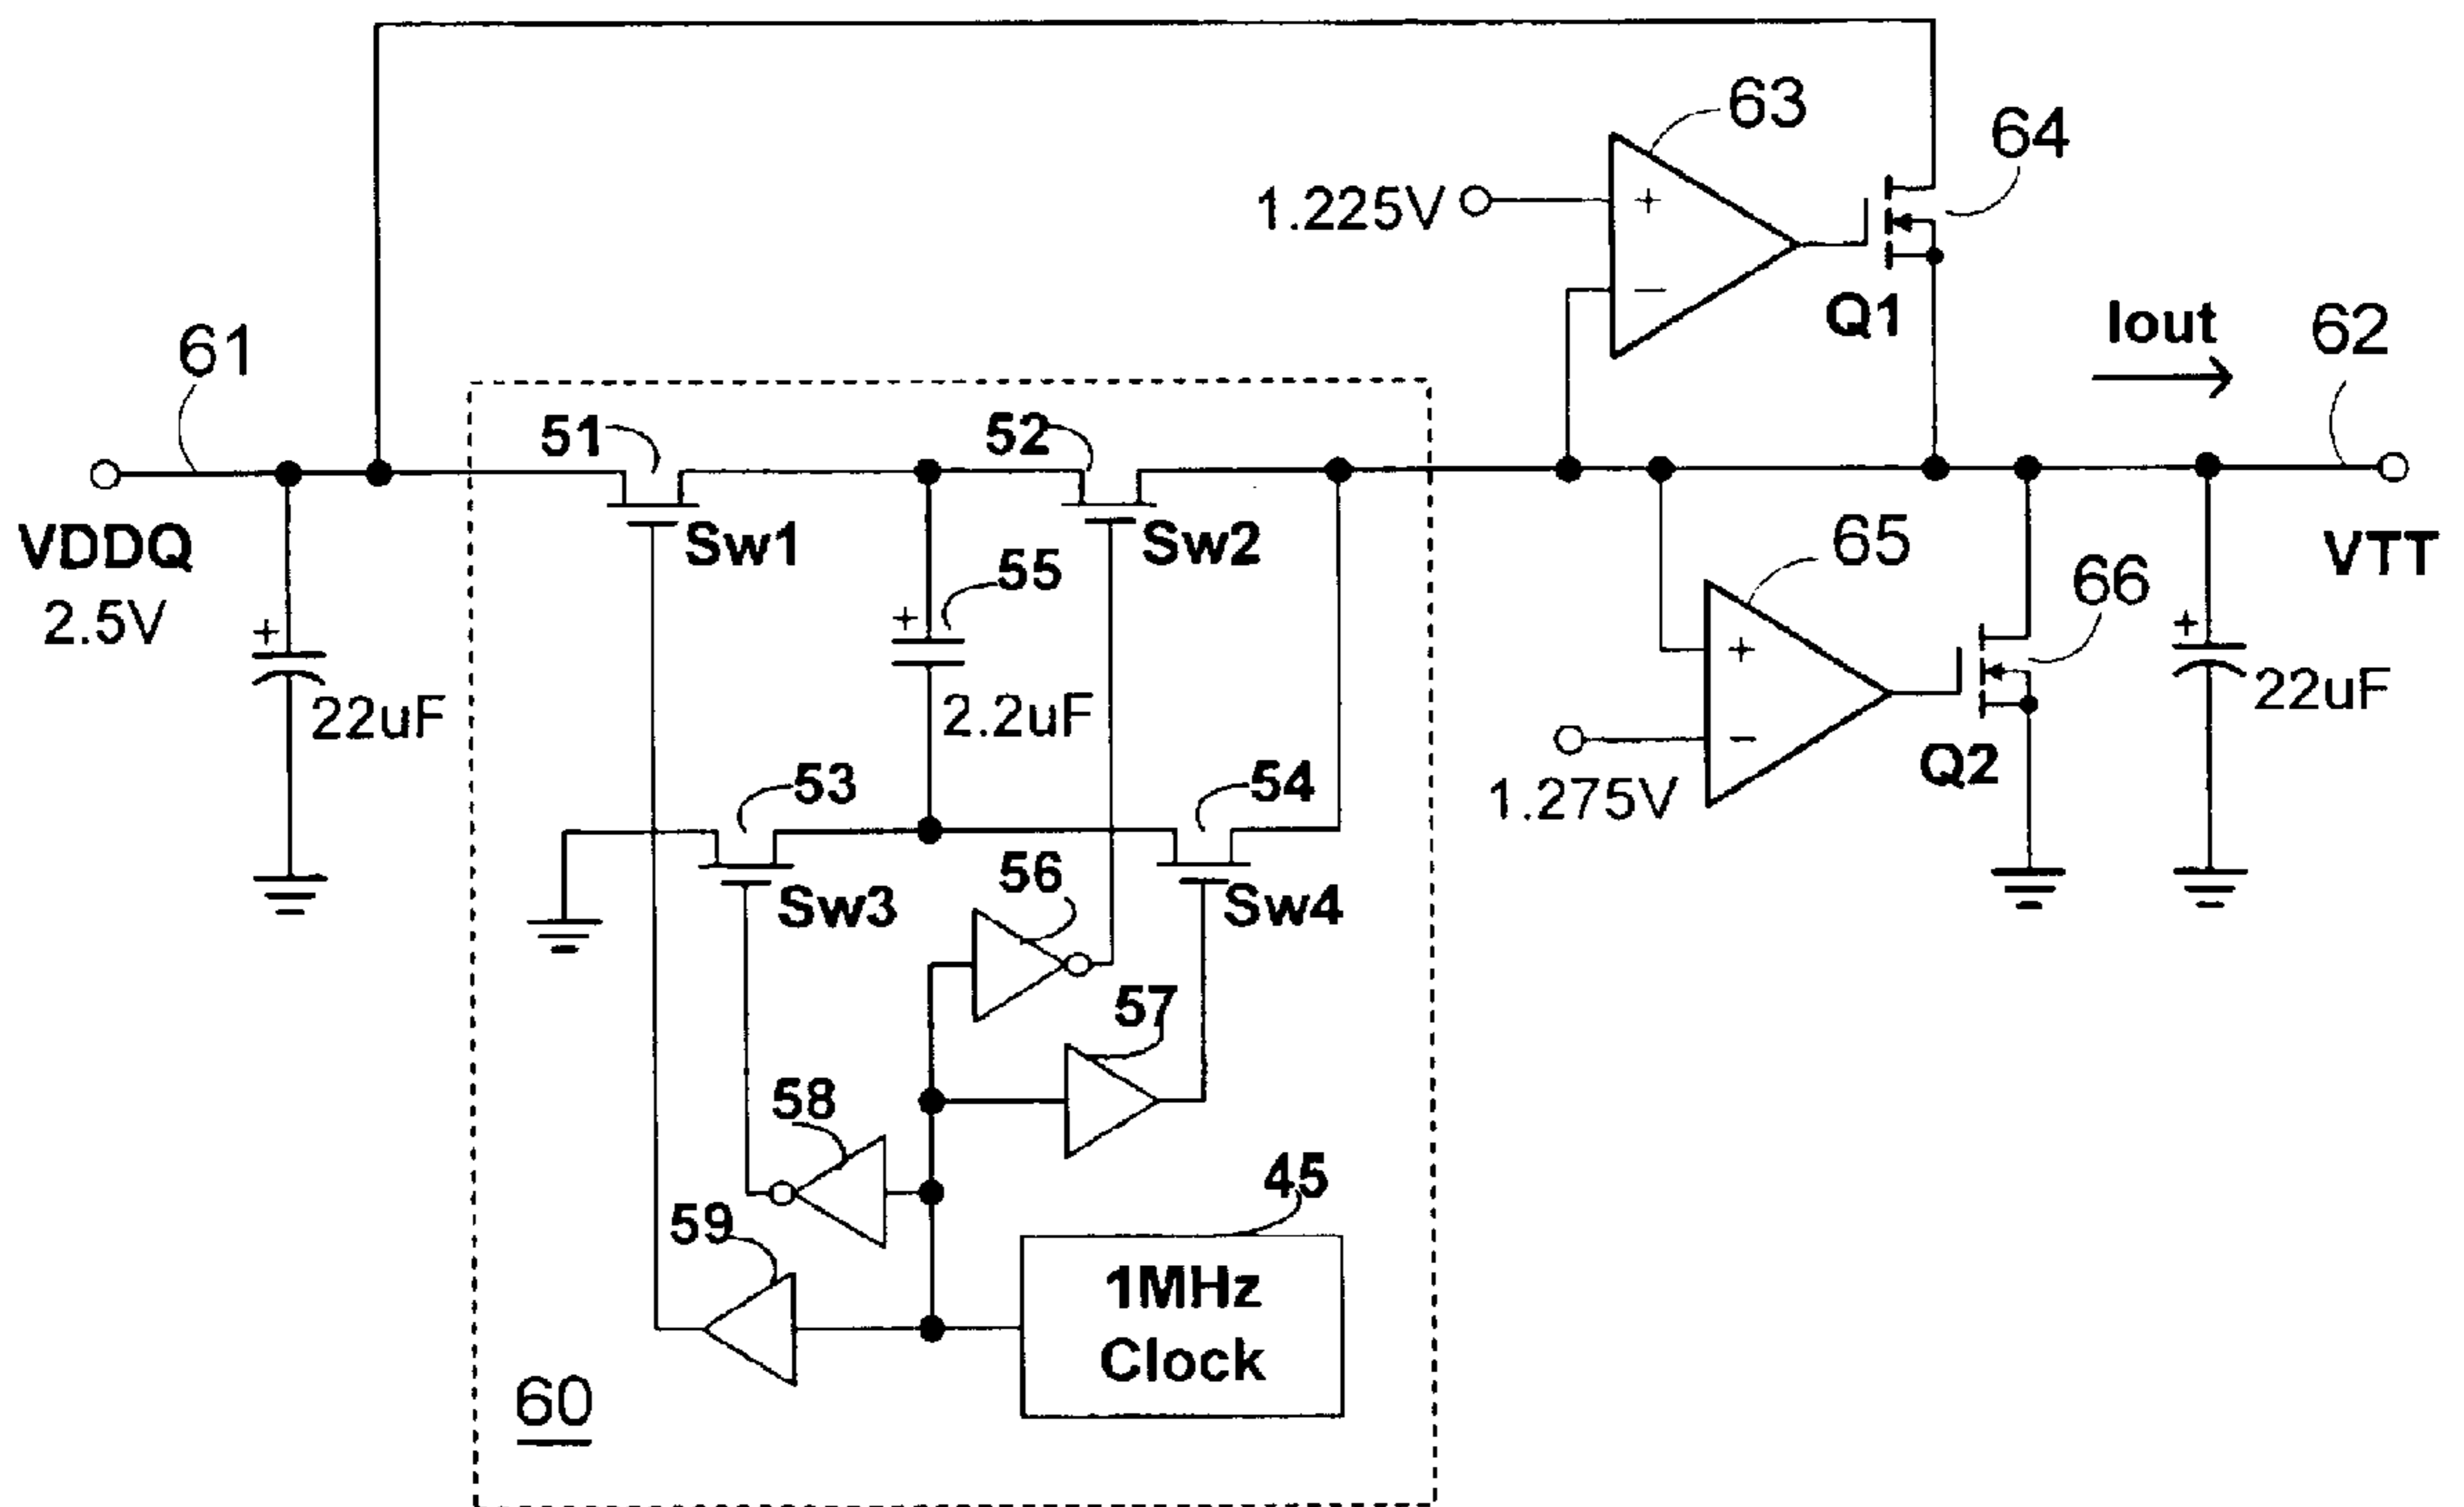 63
64
1.225V
+
−
Q1
Iout
61
62
51
52
Sw1
Sw2
VDDQ
2.5V
+
22uF
55
+
2.2uF
65
66
VTT
+
−
1.275V
Q2
+
22uF
53
54
Sw3
Sw4
56
57
58
59
45
1MHz
Clock
60